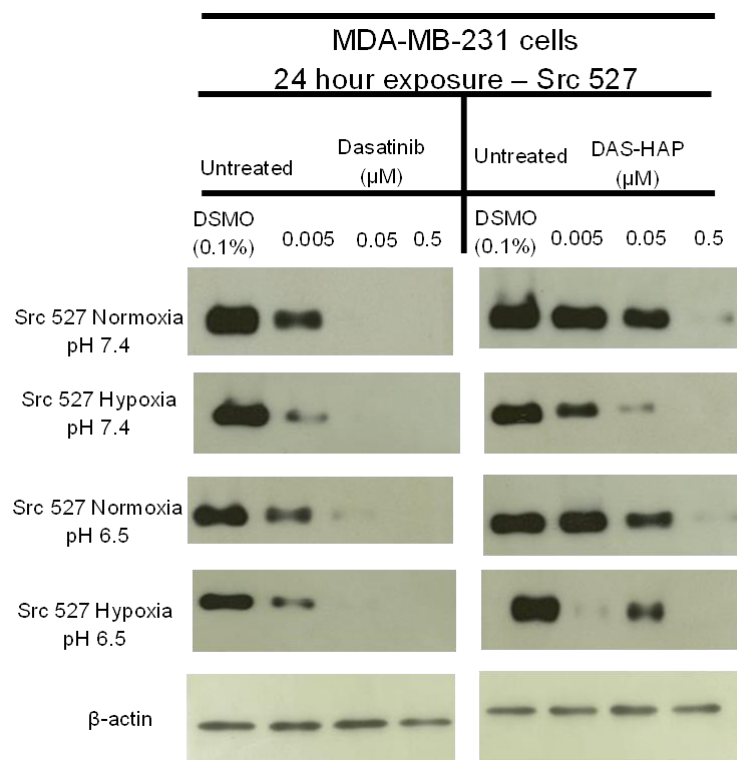 MDA-MB-231 cells
24 hour exposure – Src 527
Untreated
Dasatinib
(µM)
Untreated
DAS-HAP
(µM)
DSMO
(0.1%)
0.005
0.05
0.5
DSMO
(0.1%)
0.005
0.05
0.5
Src 527 Normoxia
pH 7.4
Src 527 Hypoxia
pH 7.4
Src 527 Normoxia
pH 6.5
Src 527 Hypoxia
pH 6.5
β-actin